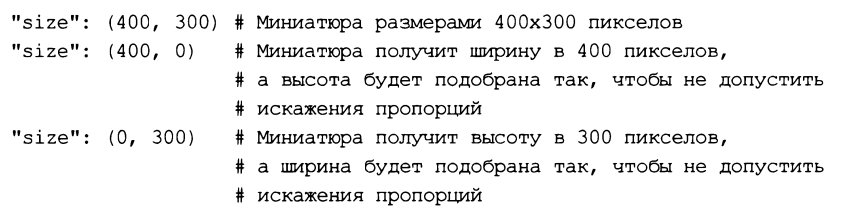 "size": (400, 300) # Миниатюра размерами 400x300 пикселов
"size": (400, 0) # Миниатюра получит ширину в 400 пикселов,
# а высота будет подобрана так, чтобы не допустить
# искажения пропорций
"size": (0, 300) # Миниатюра получит высоту в 300 пикселов,
# а ширина будет подобрана так, чтобы не допустить
# искажения пропорций